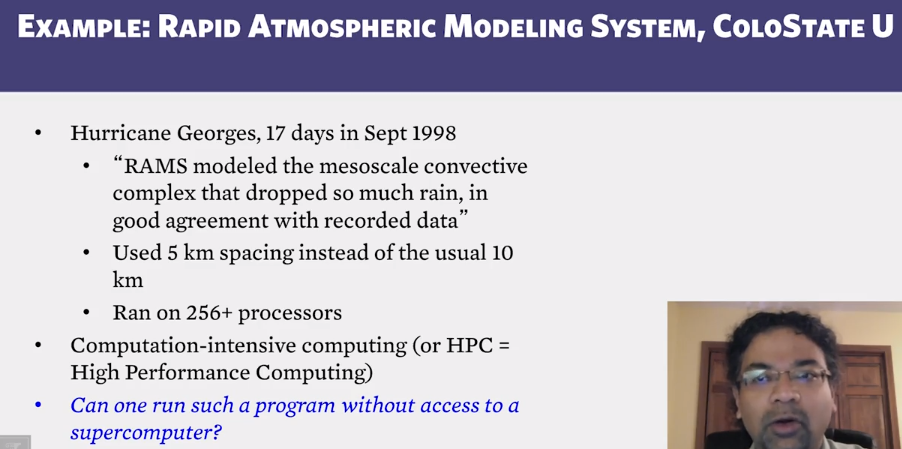 EXAMPLE: RAPID ATMOSPHERIC MODELING SYSTEM, COLOSTATE U
• Hurricane Georges, 17 days in Sept 1998
• “RAMS modeled the mesoscale convective
complex that dropped so much rain, in
good agreement with recorded data”
• Used 5 km spacing instead of the usual 10
km
• Ran on 256+ processors
• Computation-intensive computing (or HPC =
High Performance Computing)
• Can one run such a program without access to a
supercomputer?